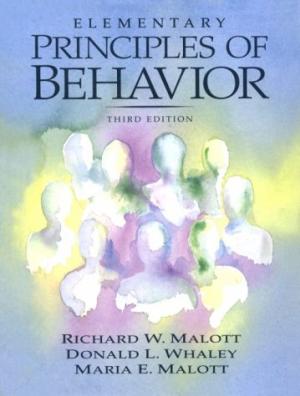 ELEMENTARY
PRINCIPLES OF
BEHAVIOR
THIRD EDITION
RICHARD W. MALOTT
DONALD L. WHALEY
MARIA E. MALOTT